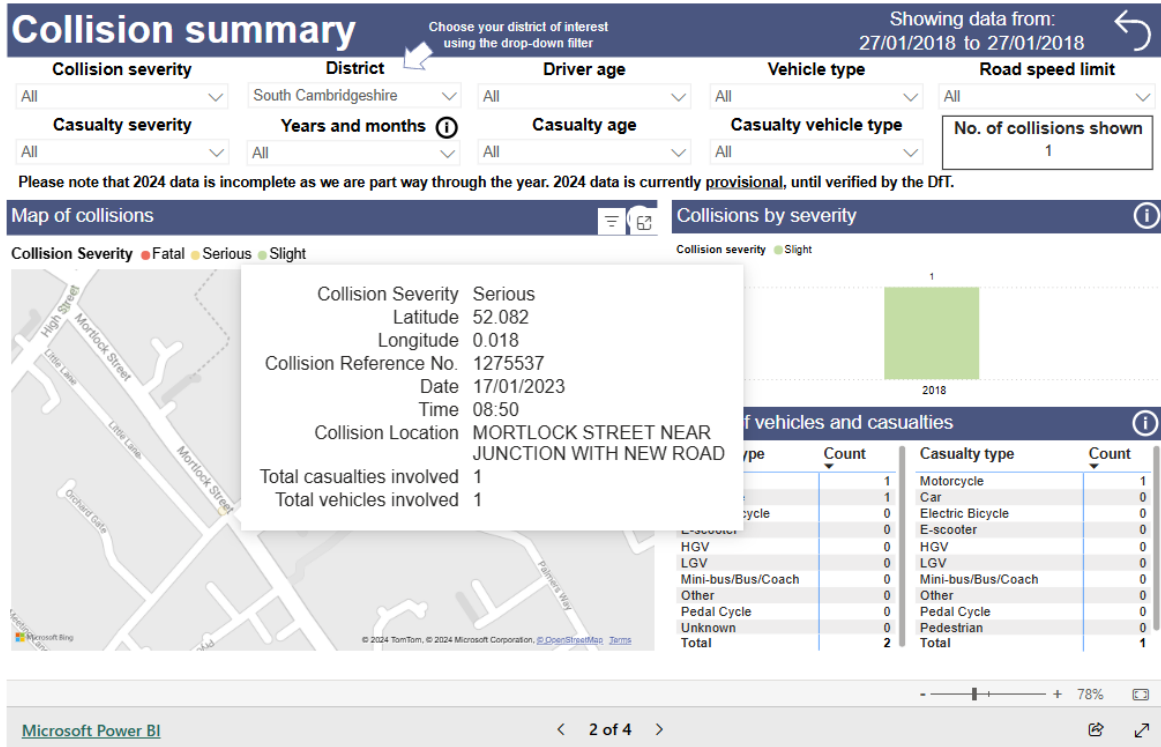 Collision summary
Choose your district of interest
using the drop-down filter
Showing data from:
27/01/2018 to 27/01/2018
Collision severity
All
District
South Cambridgeshire
Driver age
All
Vehicle type
All
Road speed limit
All
Casualty severity
All
Years and months
All
Casualty age
All
Casualty vehicle type
All
No. of collisions shown
1
Please note that 2024 data is incomplete as we are part way through the year. 2024 data is currently provisional, until verified by the DfT.
Map of collisions
Collision Severity Fatal Serious Slight
High Street
Mortlock Street
Little Lane
Little Lane
Mortlock Street
Orchard Gate
Palmers Way
Microsoft Bing
© 2024 TomTom, © 2024 Microsoft Corporation, © OpenStreetMap Terms
Collision Severity Serious
Latitude 52.082
Longitude 0.018
Collision Reference No. 1275537
Date 17/01/2023
Time 08:50
Collision Location MORTLOCK STREET NEAR
JUNCTION WITH NEW ROAD
Total casualties involved 1
Total vehicles involved 1
Collisions by severity
Collision severity Slight
1
2018
f vehicles and casualties
ype Count
1
1
cycle 0
E-scooter 0
HGV 0
LGV 0
Mini-bus/Bus/Coach 0
Other 0
Pedal Cycle 0
Unknown 0
Total 2
Casualty type Count
Motorcycle 1
Car 0
Electric Bicycle 0
E-scooter 0
HGV 0
LGV 0
Mini-bus/Bus/Coach 0
Other 0
Pedal Cycle 0
Pedestrian 0
Total 1
- + 78%
Microsoft Power BI
< 2 of 4 >